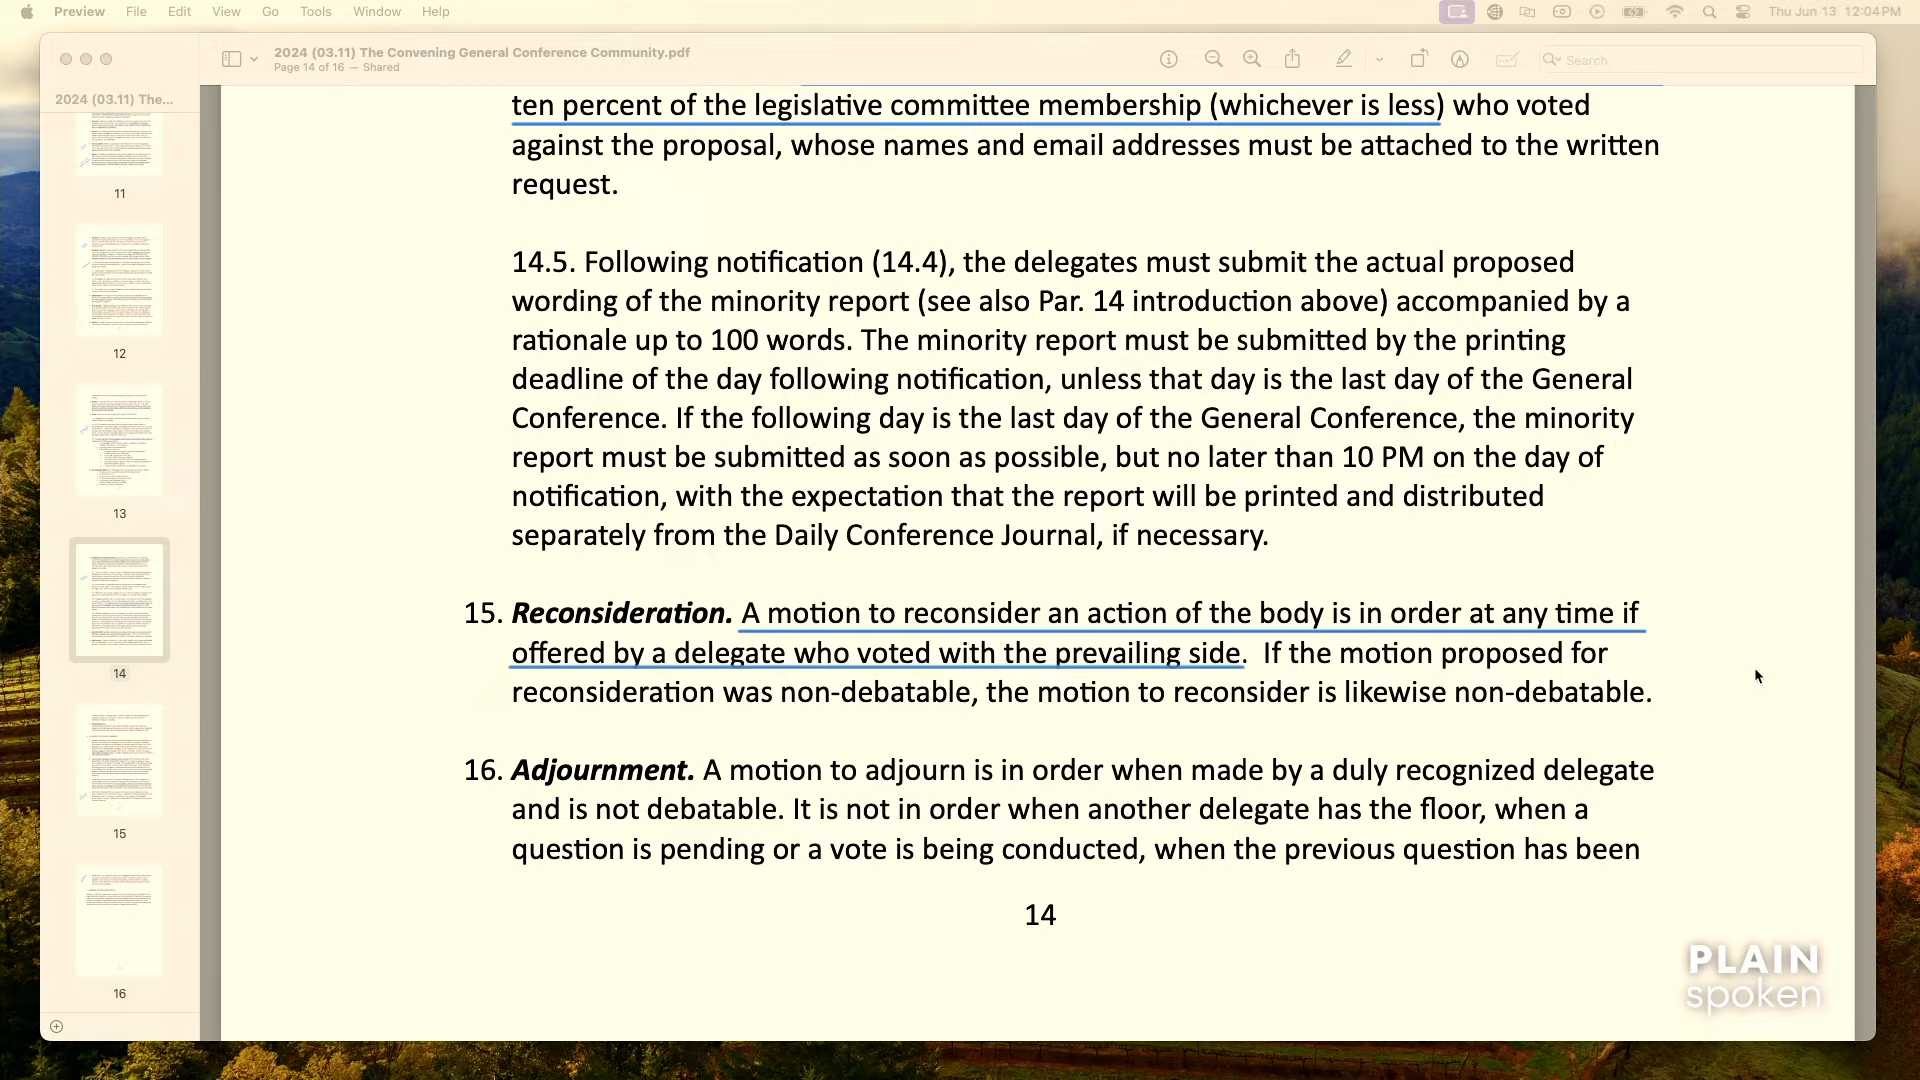 Preview File Edit View Go Tools Window Help Thu Jun 13 12:04 PM
2024 (03.11) The Convening General Conference Community.pdf
Page 14 of 16 — Shared
Search
2024 (03.11) The...
11
12
13
14
15
16
ten percent of the legislative committee membership (whichever is less) who voted
against the proposal, whose names and email addresses must be attached to the written
request.
14.5. Following notification (14.4), the delegates must submit the actual proposed
wording of the minority report (see also Par. 14 introduction above) accompanied by a
rationale up to 100 words. The minority report must be submitted by the printing
deadline of the day following notification, unless that day is the last day of the General
Conference. If the following day is the last day of the General Conference, the minority
report must be submitted as soon as possible, but no later than 10 PM on the day of
notification, with the expectation that the report will be printed and distributed
separately from the Daily Conference Journal, if necessary.
15. Reconsideration. A motion to reconsider an action of the body is in order at any time if
offered by a delegate who voted with the prevailing side. If the motion proposed for
reconsideration was non-debatable, the motion to reconsider is likewise non-debatable.
16. Adjournment. A motion to adjourn is in order when made by a duly recognized delegate
and is not debatable. It is not in order when another delegate has the floor, when a
question is pending or a vote is being conducted, when the previous question has been
14
PLAIN
spoken